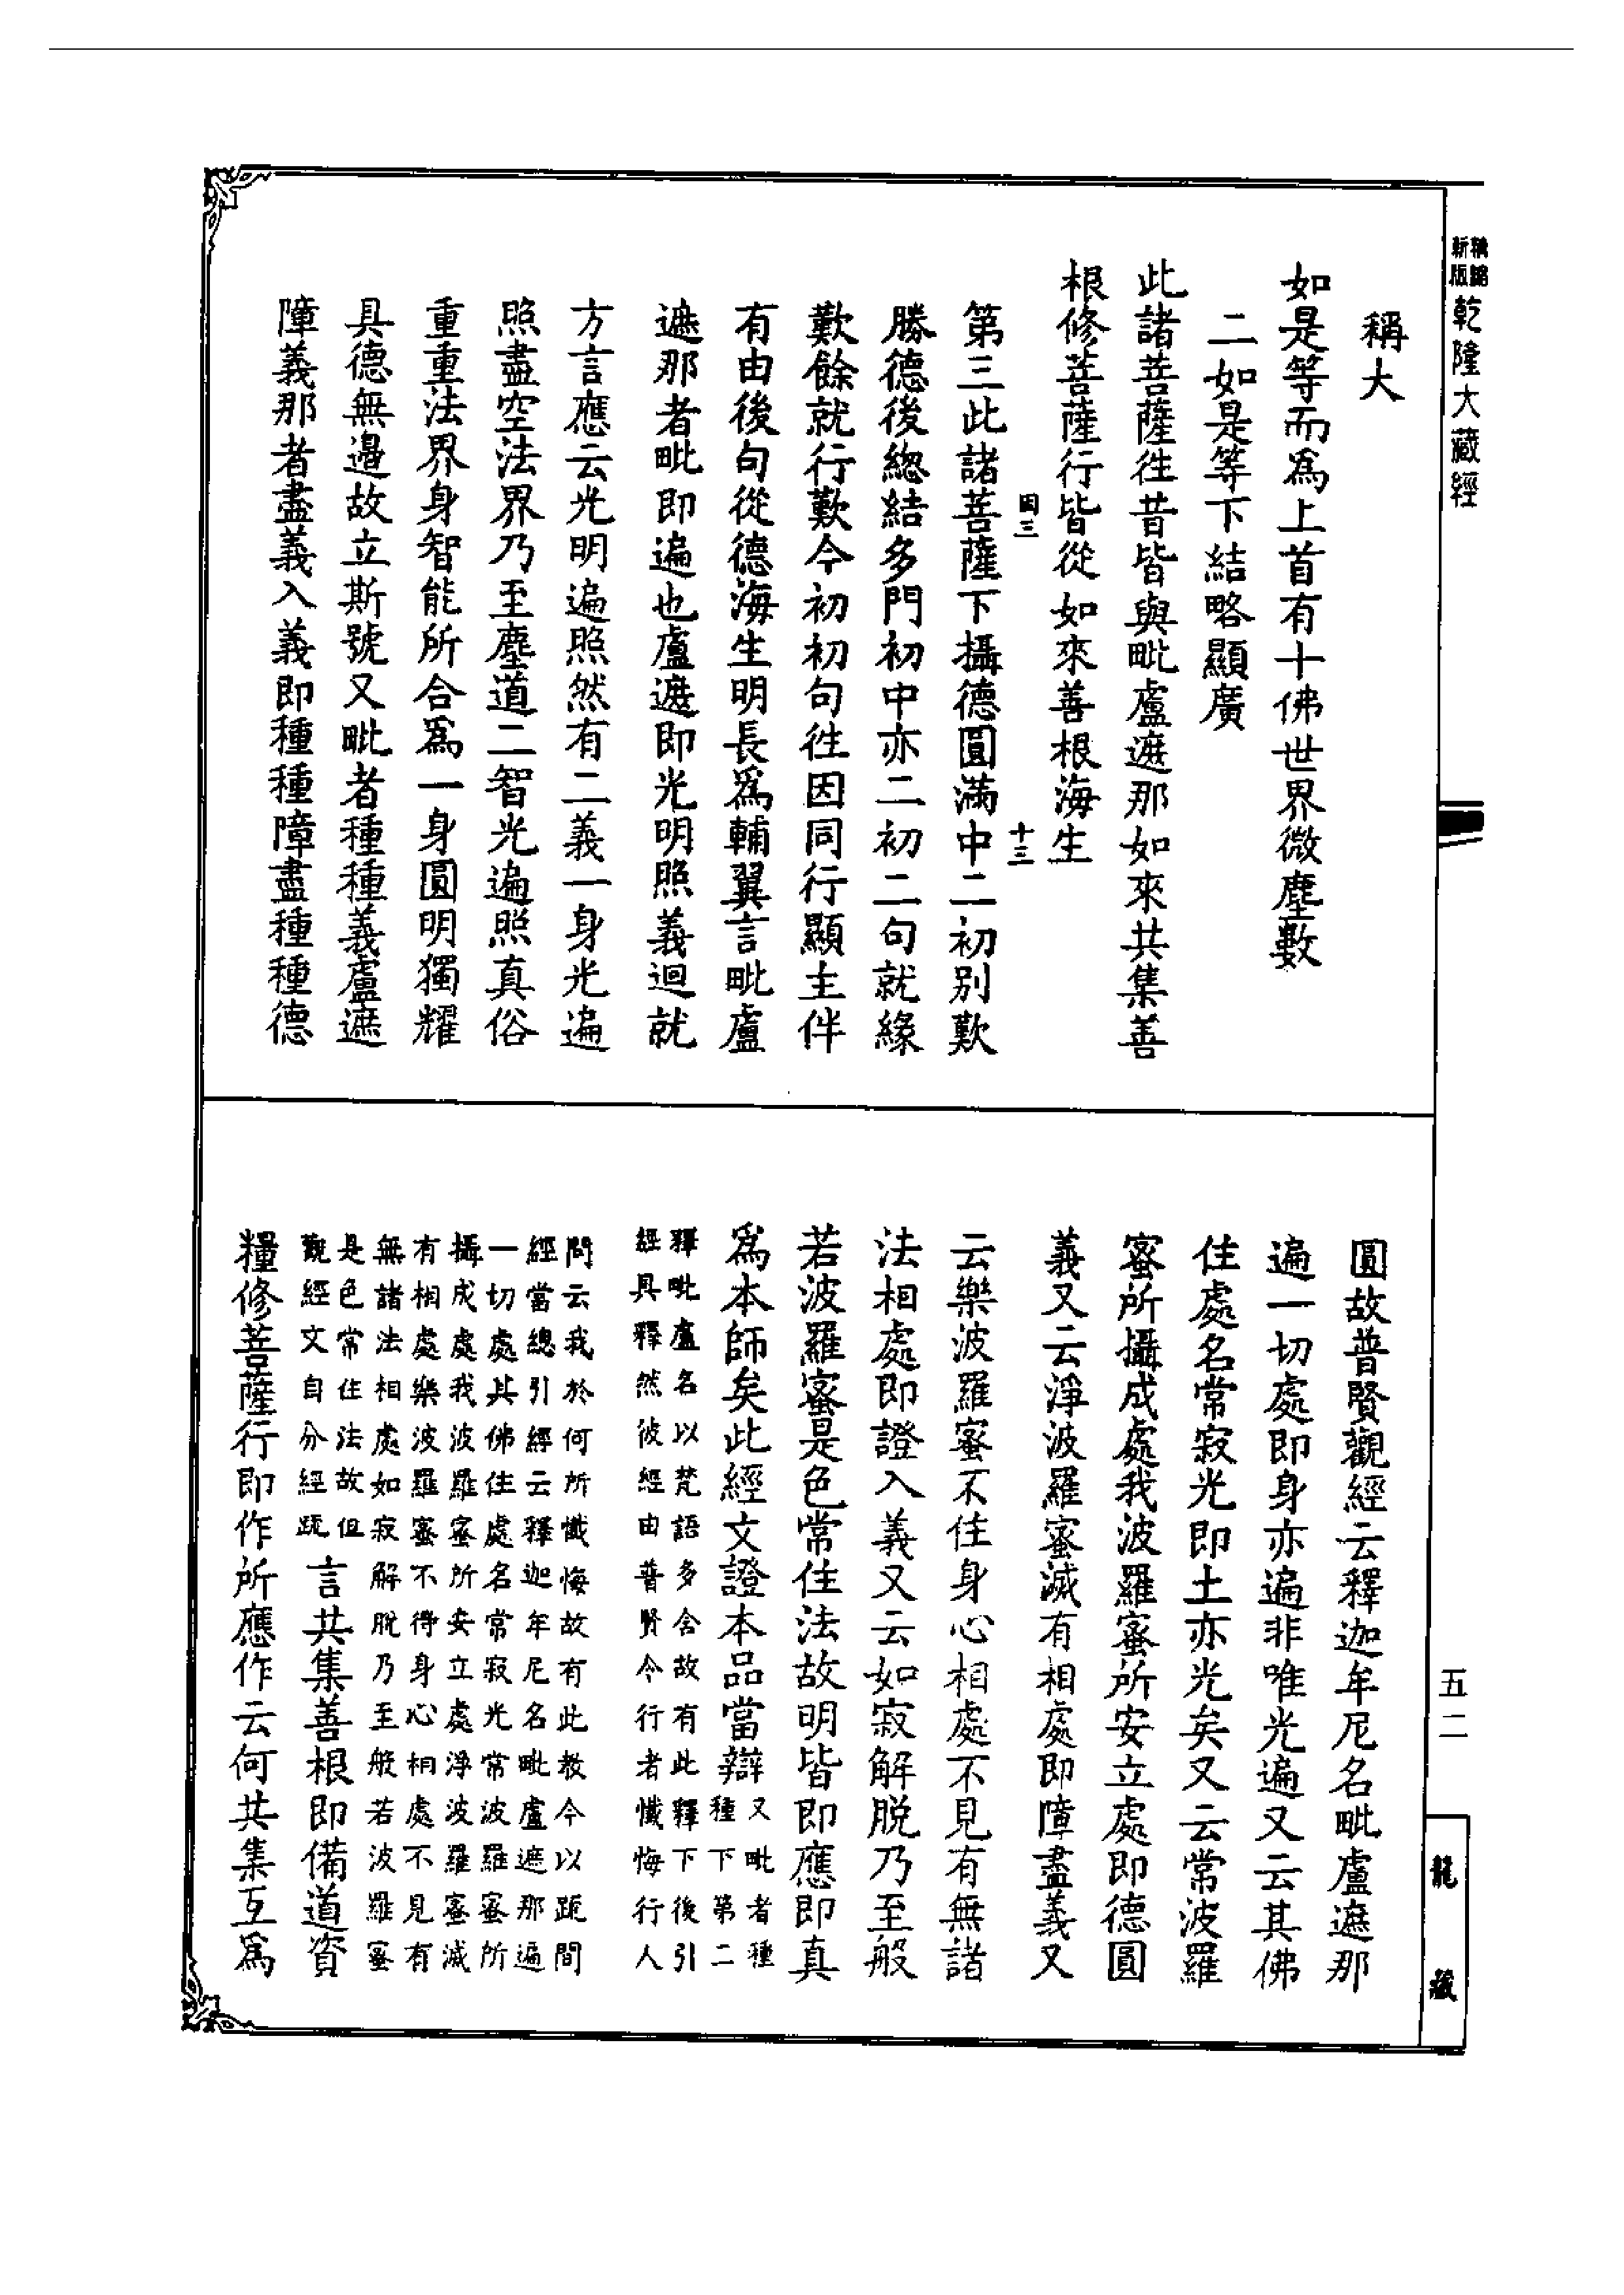 新編
縮版
乾隆大藏經
稱大
如是等而為上首有十佛世界微塵數
二如是等下結略顯廣
此諸菩薩往昔皆與毗盧遮那如來共集善
根修菩薩行皆從如來善根海生
因三
十三
第三此諸菩薩下攝德圓滿中二初別歎
勝德後總結多門初中亦二初二句就緣
歎餘就行歎今初初句往因同行顯主伴
有由後句從德海生明長為輔翼言毗盧
遮那者毗即遍也盧遮即光明照義迴就
方言應云光明遍照然有二義一身光遍
照盡空法界乃至塵道二智光遍照真俗
重重法界身智能所合為一身圓明獨耀
具德無邊故立斯號又毗者種種義盧遮
障義那者盡義入義即種種障盡種種德
五二
龍藏
圓故普賢觀經云釋迦牟尼名毗盧遮那
遍一切處即身亦遍非唯光遍又云其佛
住處名常寂光即土亦光矣又云常波羅
蜜所攝成處我波羅蜜所安立處即德圓
義又云淨波羅蜜滅有相處即障盡義又
云樂波羅蜜不住身心相處不見有無諸
法相處即證入義又云如寂解脫乃至般
若波羅蜜是色常住法故明皆即應即真
為本師矣此經文證本品當辯
又毗者種
種下第二
釋毗盧名以梵語多含故有此釋下後引
經具釋然彼經由普賢令行者懺悔行人
問云我於何所懺悔故有此教今以疏間
經當總引經云釋迦牟尼名毗盧遮那遍
一切處其佛住處名常寂光常波羅蜜所
攝成處我波羅蜜所安立處淨波羅蜜滅
有相處樂波羅蜜不得身心相處不見有
無諸法相處如寂解脫乃至般若波羅蜜
是色常住法故但
觀經文自分經疏
言共集善根即備道資
糧修菩薩行即作所應作云何共集互為